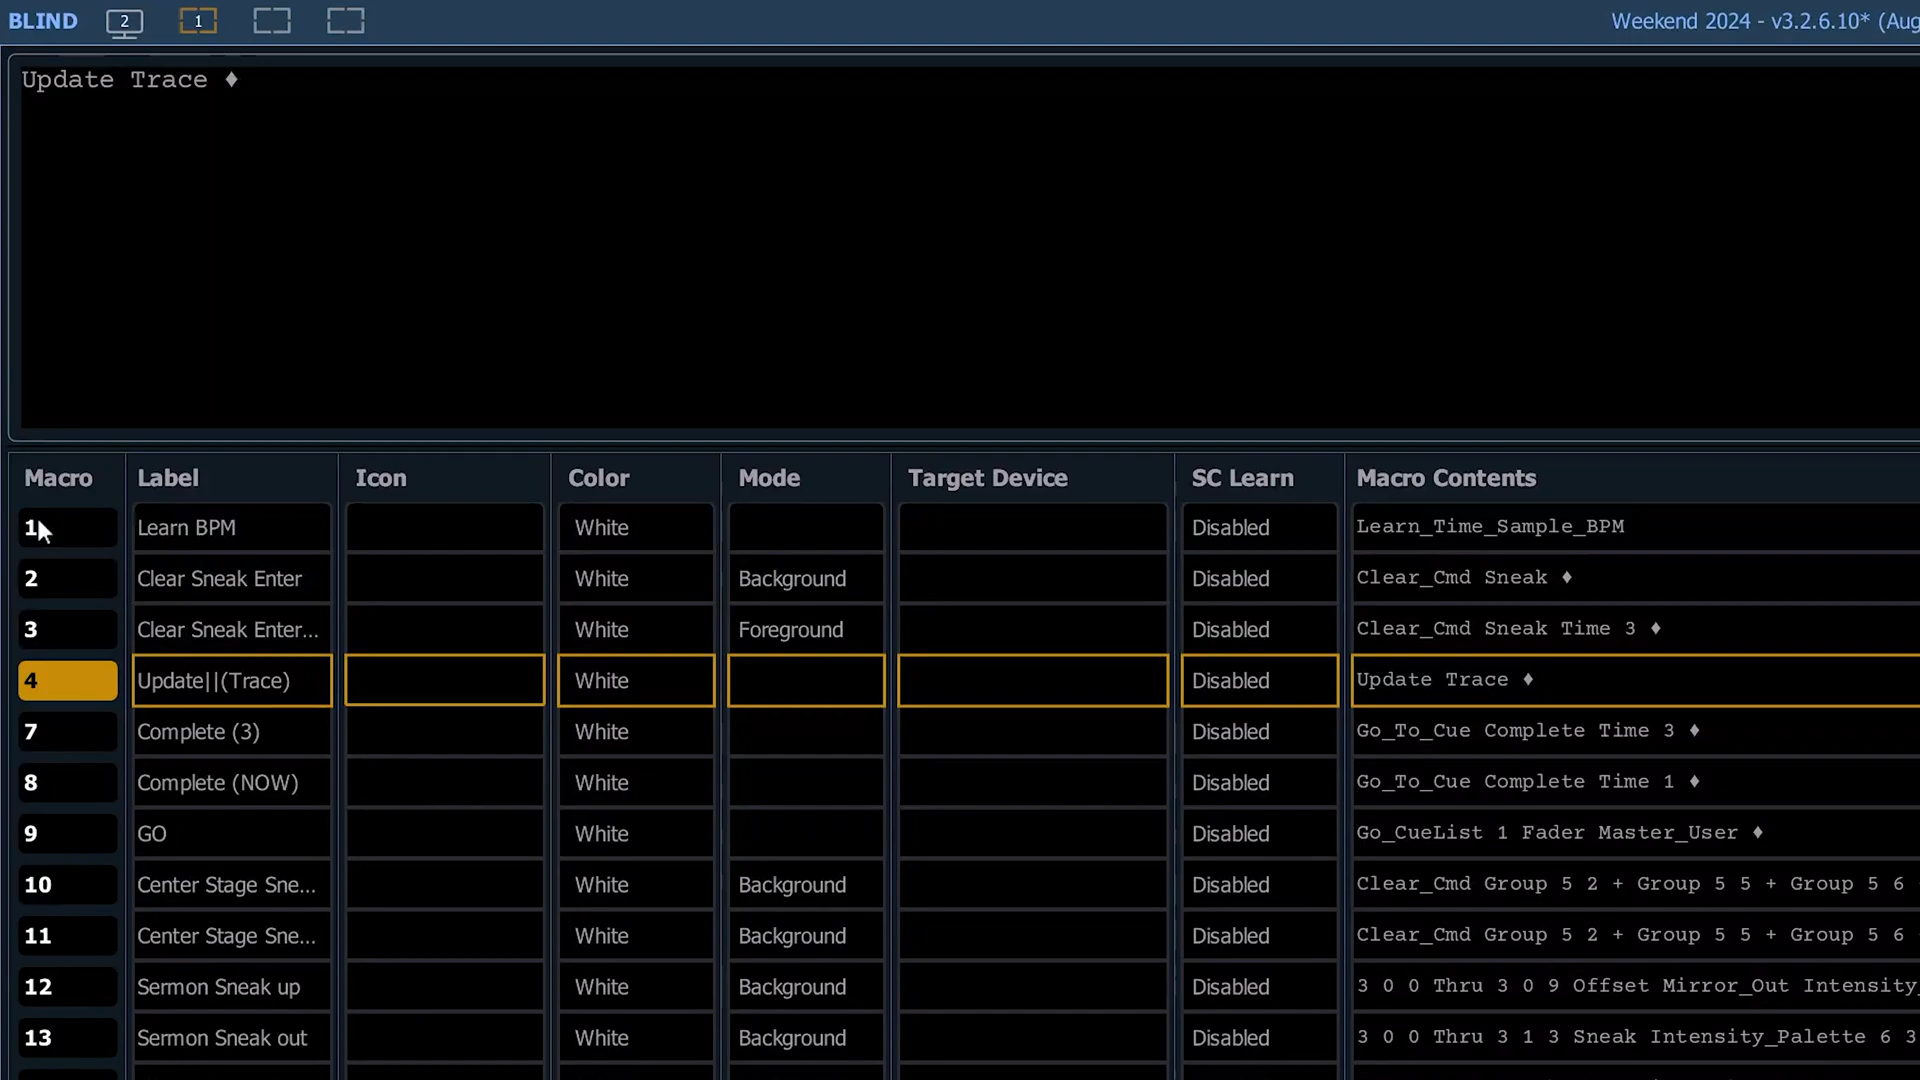 BLIND 2 1 Weekend 2024 - v3.2.6.10* (Aug
Update Trace ♦
Macro Label Icon Color Mode Target Device SC Learn Macro Contents
1 Learn BPM White Disabled Learn_Time_Sample_BPM
2 Clear Sneak Enter White Background Disabled Clear_Cmd Sneak ♦
3 Clear Sneak Enter... White Foreground Disabled Clear_Cmd Sneak Time 3 ♦
4 Update||(Trace) White Disabled Update Trace ♦
7 Complete (3) White Disabled Go_To_Cue Complete Time 3 ♦
8 Complete (NOW) White Disabled Go_To_Cue Complete Time 1 ♦
9 GO White Disabled Go_CueList 1 Fader Master_User ♦
10 Center Stage Sne... White Background Disabled Clear_Cmd Group 5 2 + Group 5 5 + Group 5 6
11 Center Stage Sne... White Background Disabled Clear_Cmd Group 5 2 + Group 5 5 + Group 5 6
12 Sermon Sneak up White Background Disabled 3 0 0 Thru 3 0 9 Offset Mirror_Out Intensity_
13 Sermon Sneak out White Background Disabled 3 0 0 Thru 3 1 3 Sneak Intensity_Palette 6 3